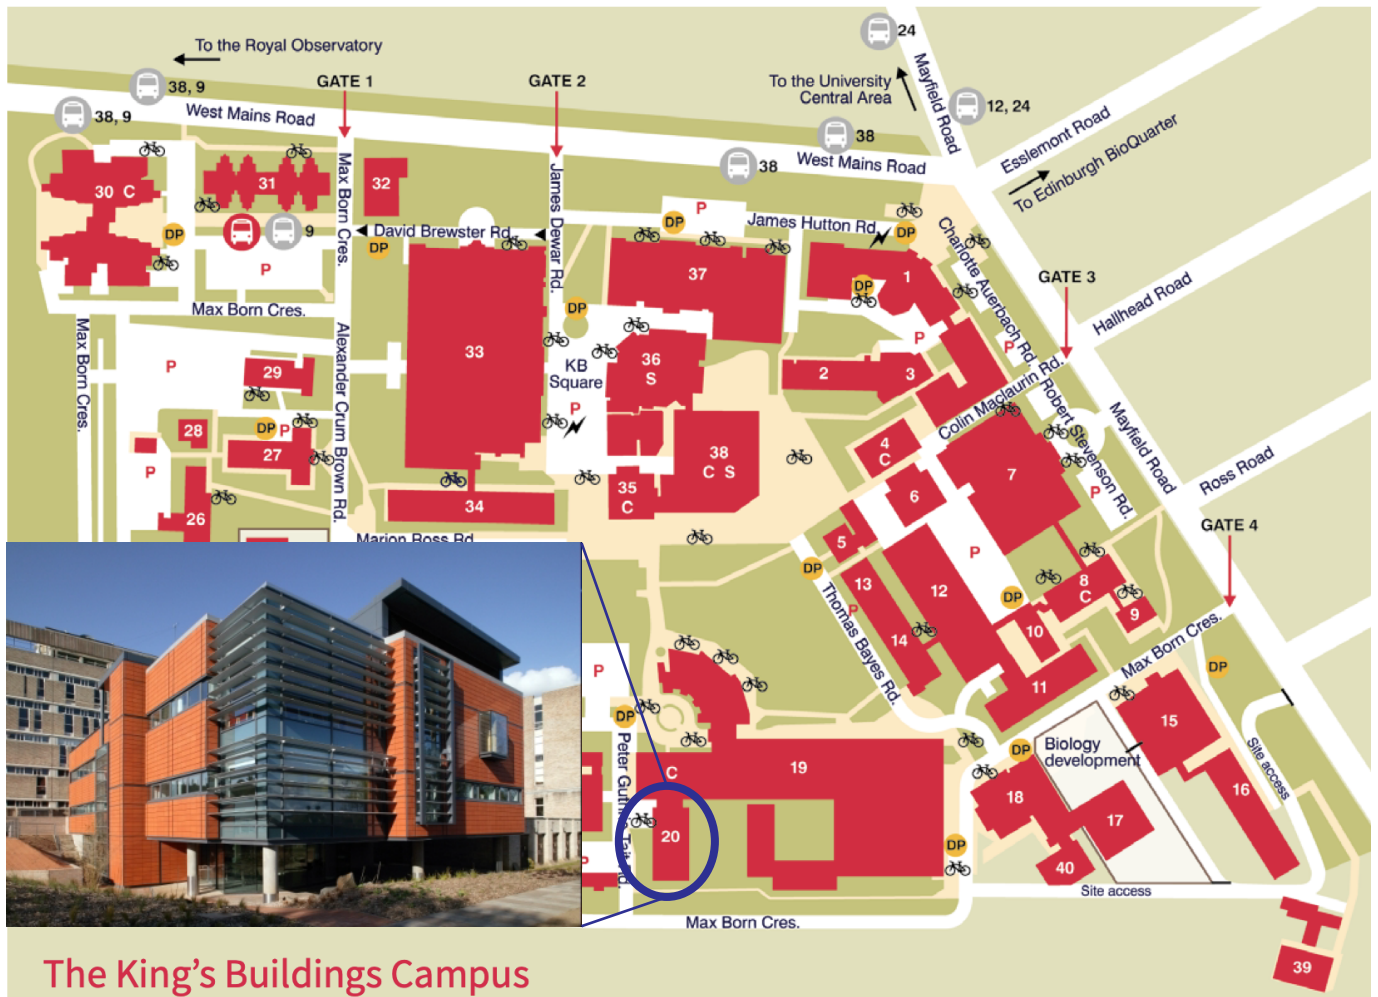 To the Royal Observatory
GATE 1
GATE 2
24
38, 9
38, 9
West Mains Road
To the University
Central Area
Mayfield Road
12, 24
38
38
West Mains Road
Esslemont Road
To Edinburgh BioQuarter
30 C
31
32
Max Born Cres.
James Dewar Rd.
DP
9
P
DP
David Brewster Rd.
DP
P
James Hutton Rd.
DP
Charlotte Auerbach Rd.
GATE 3
Hallhead Road
37
1
DP
Max Born Cres.
Max Born Cres.
Alexander Crum Brown Rd.
33
DP
KB
Square
P
36
S
2
3
P
P
Colin Maclaurin Rd.
Robert Stevenson Rd.
Mayfield Road
Ross Road
GATE 4
P
29
28
DP
P
27
P
26
34
35
C
38
C S
4
C
6
7
P
P
5
Marion Ross Rd.
DP
13
P
14
12
DP
8
C
9
10
11
Thomas Bayes Rd.
Max Born Cres.
DP
P
DP
Peter Guthrie Tait Rd.
C
19
20
P
DP
DP
Biology
development
15
16
Site access
18
17
40
Site access
Max Born Cres.
39
The King's Buildings Campus